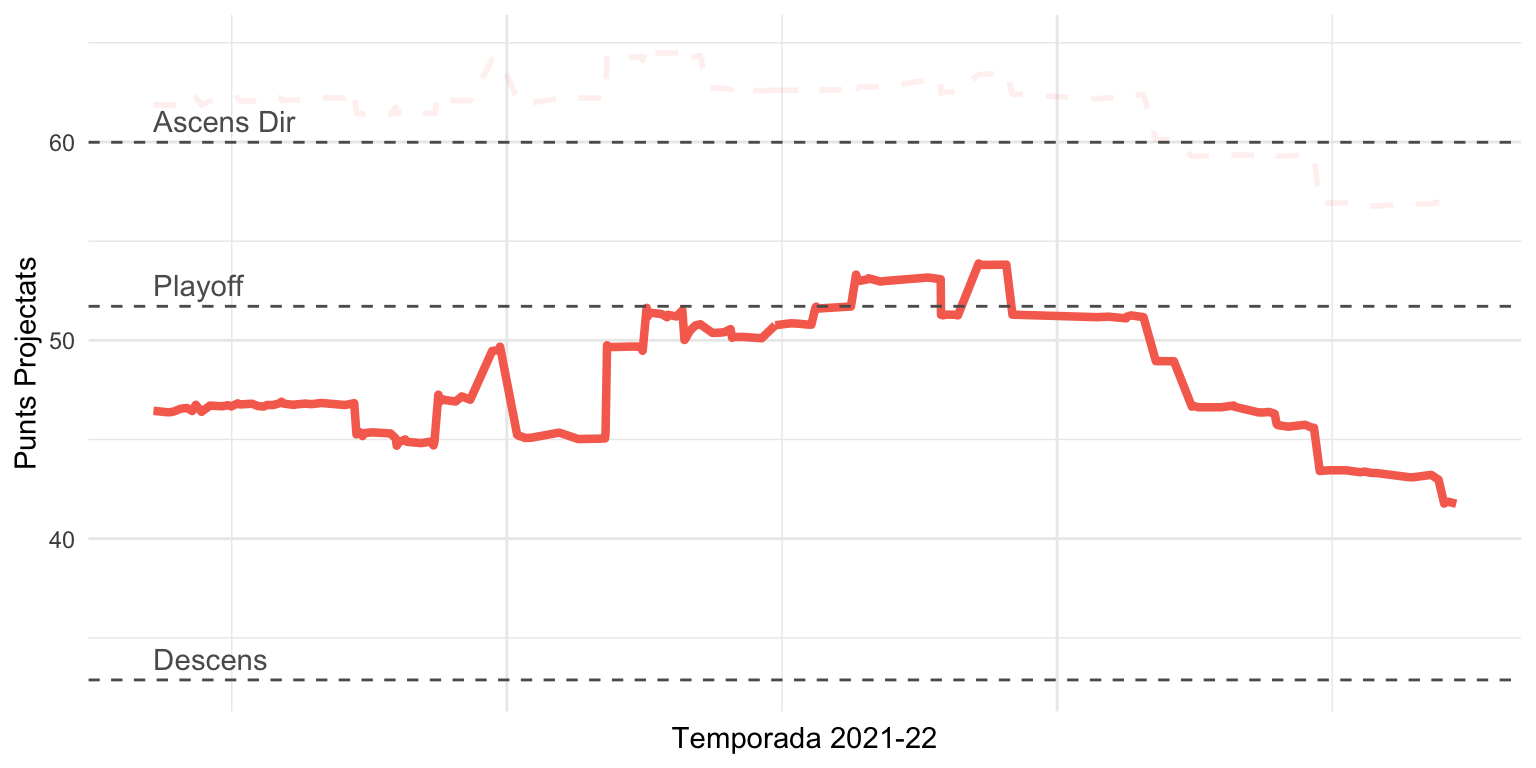 Ascens Dir
60
Playoff
50
40
Descens
Punts Projectats
Temporada 2021-22